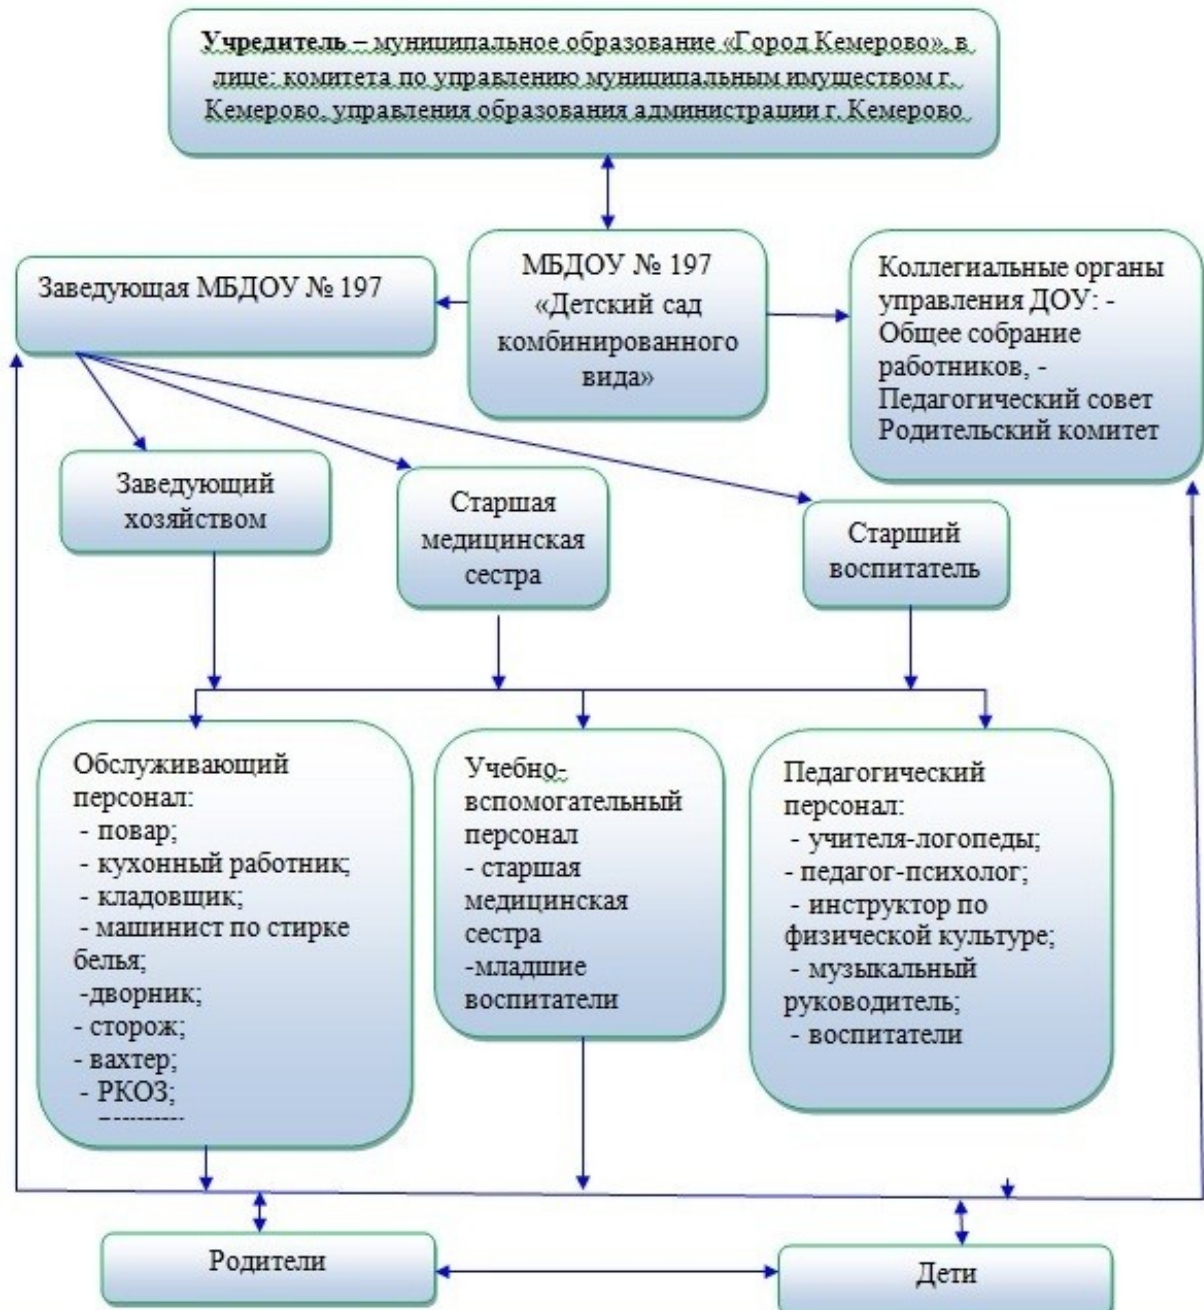 Учредитель – муниципальное образование «Город Кемерово», в
лице: комитета по управлению муниципальным имуществом г.
Кемерово, управления образования администрации г. Кемерово
Заведующая МБДОУ № 197
МБДОУ № 197
«Детский сад
комбинированного
вида»
Коллегиальные органы
управления ДОУ: -
Общее собрание
работников, -
Педагогический совет
Родительский комитет
Заведующий
хозяйством
Старшая
медицинская
сестра
Старший
воспитатель
Обслуживающий
персонал:
- повар;
- кухонный работник;
- кладовщик;
- машинист по стирке
белья;
-дворник;
- сторож;
- вахтер;
- РКОЗ;
Учебно-
вспомогательный
персонал
- старшая
медицинская
сестра
-младшие
воспитатели
Педагогический
персонал:
- учителя-логопеды;
- педагог-психолог;
- инструктор по
физической культуре;
- музыкальный
руководитель;
- воспитатели
Родители
Дети